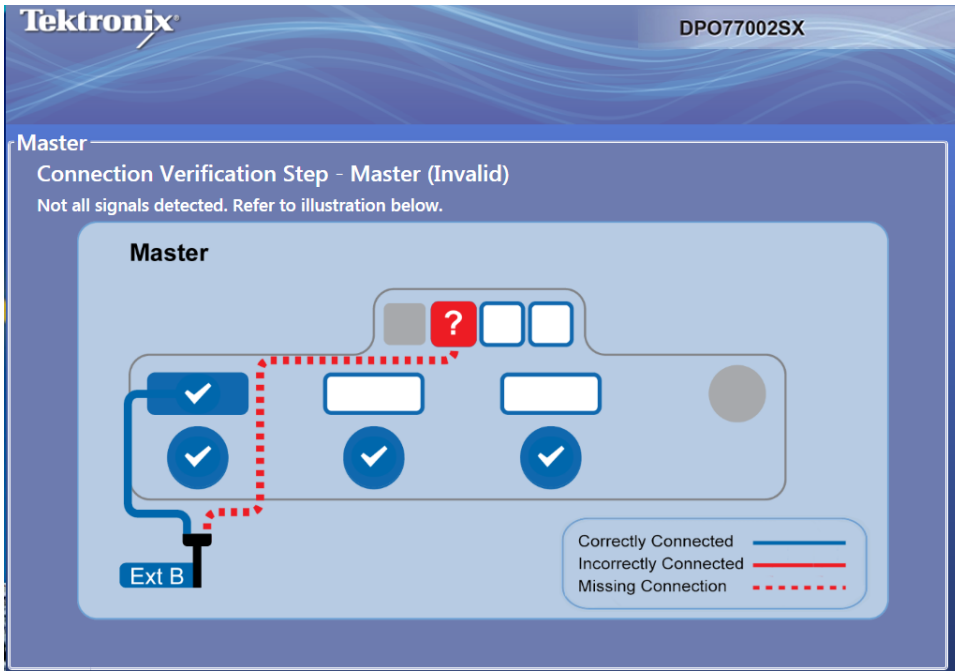 Tektronix
DPO77002SX
Master
Connection Verification Step - Master (Invalid)
Not all signals detected. Refer to illustration below.
Master
?
Correctly Connected
Incorrectly Connected
Missing Connection
Ext B